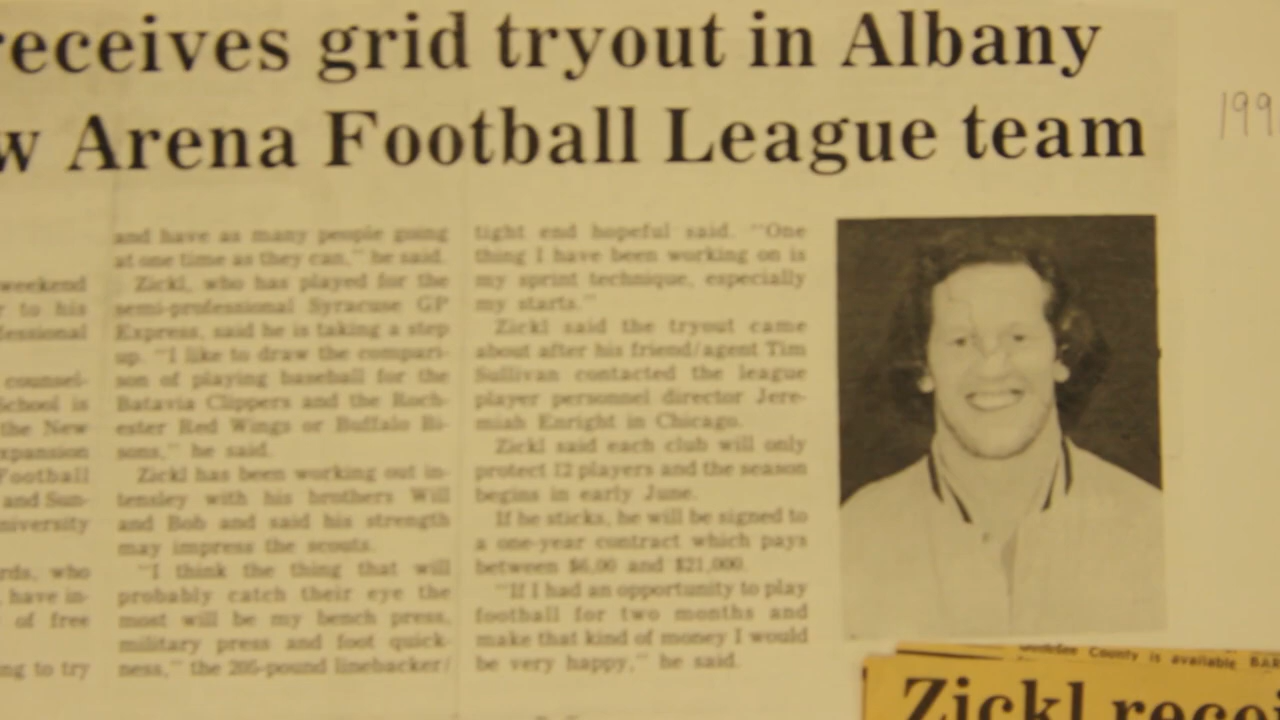 receives grid tryout in Albany
w Arena Football League team
199
weekend
r to his
fessional
counsel-
School is
the New
expansion
Football
and Sun-
niversity
rds, who
have in-
of free
ng to try
and have as many people going
at one time as they can," he said.
Zickl, who has played for the
semi-professional Syracuse GP
Express, said he is taking a step
up. "I like to draw the compari-
son of playing baseball for the
Batavia Clippers and the Roch-
ester Red Wings or Buffalo Bi-
sons," he said.
Zickl has been working out in-
tensley with his brothers Will
and Bob and said his strength
may impress the scouts.
"I think the thing that will
probably catch their eye the
most will be my bench press,
military press and foot quick-
ness," the 205-pound linebacker/
tight end hopeful said. "One
thing I have been working on is
my sprint technique, especially
my starts."
Zickl said the tryout came
about after his friend/agent Tim
Sullivan contacted the league
player personnel director Jere-
miah Enright in Chicago.
Zickl said each club will only
protect 12 players and the season
begins in early June.
If he sticks, he will be signed to
a one-year contract which pays
between $6,00 and $21,000.
"If I had an opportunity to play
football for two months and
make that kind of money I would
be very happy," he said.
County is available
Zickl recei